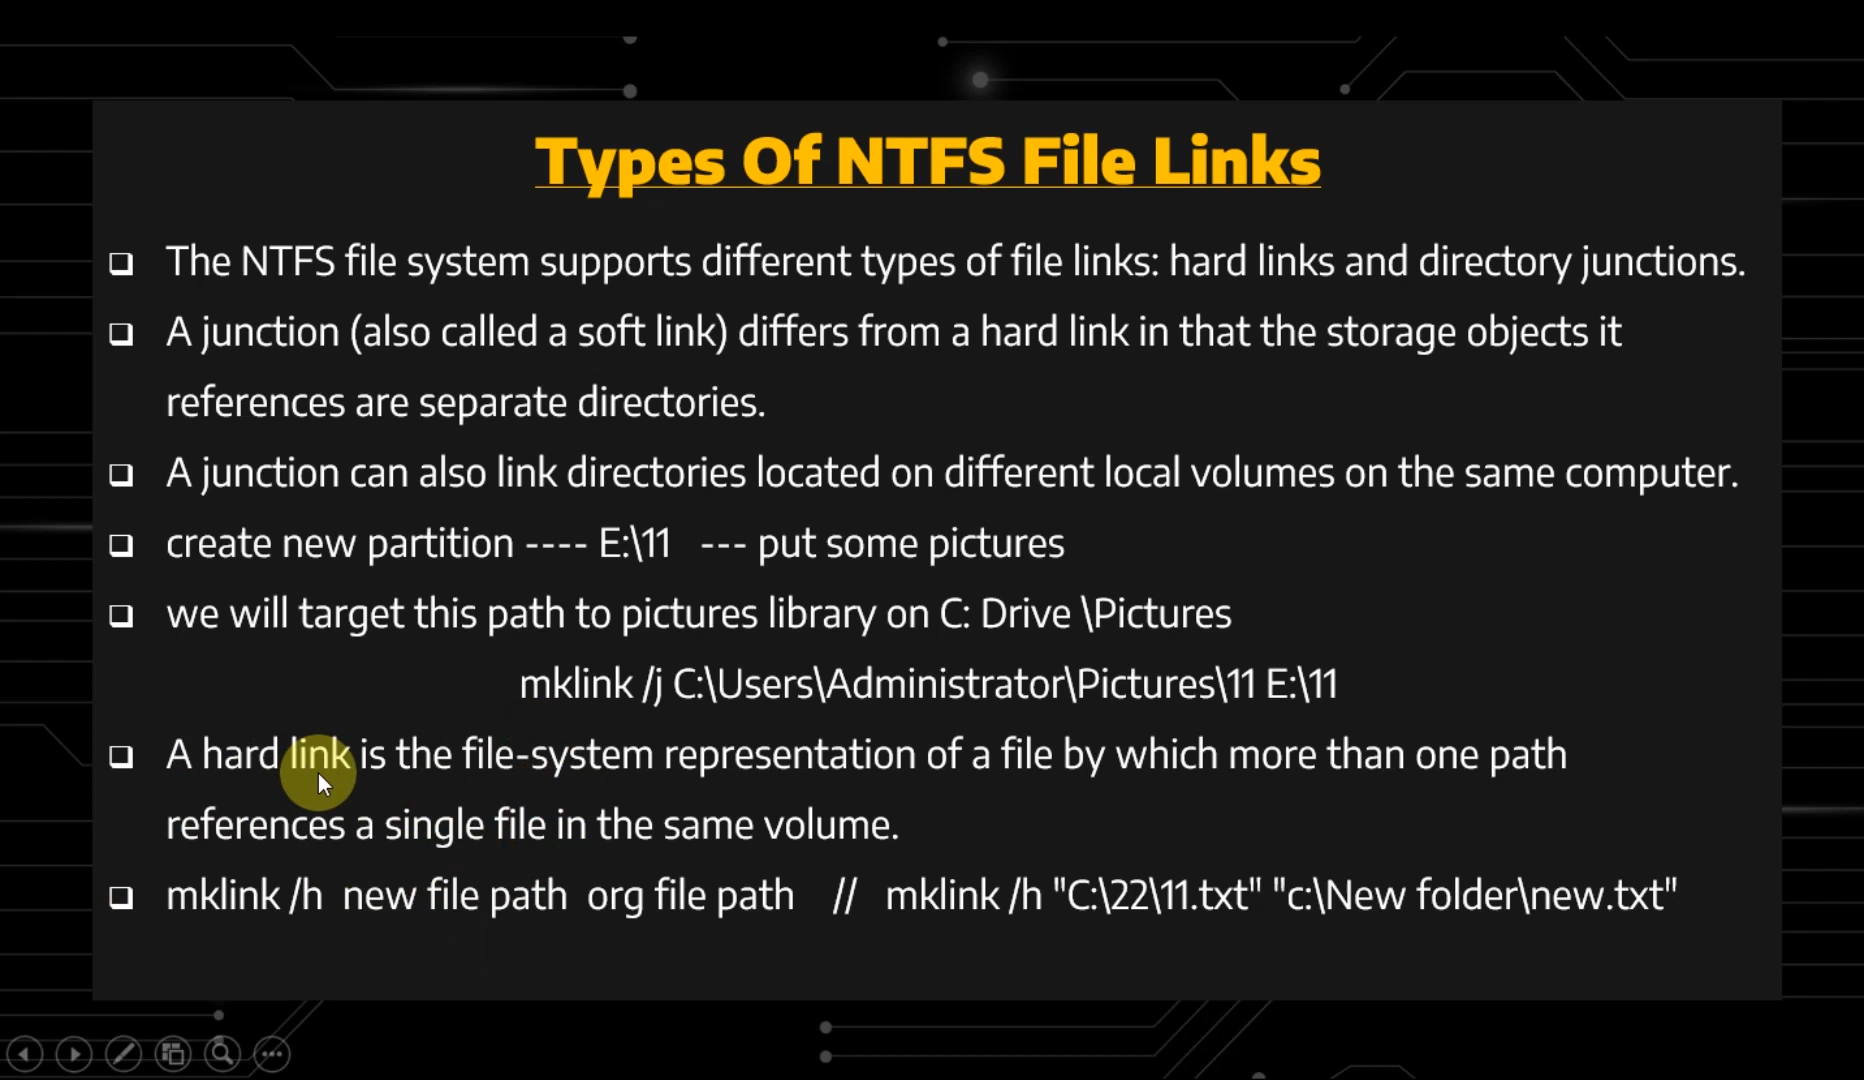 Types Of NTFS File Links
The NTFS file system supports different types of file links: hard links and directory junctions.
A junction (also called a soft link) differs from a hard link in that the storage objects it
references are separate directories.
A junction can also link directories located on different local volumes on the same computer.
create new partition ---- E:\11 --- put some pictures
we will target this path to pictures library on C: Drive \Pictures
mklink /j C:\Users\Administrator\Pictures\11 E:\11
A hard link is the file-system representation of a file by which more than one path
references a single file in the same volume.
mklink /h new file path org file path // mklink /h "C:\22\11.txt" "c:\New folder\new.txt"